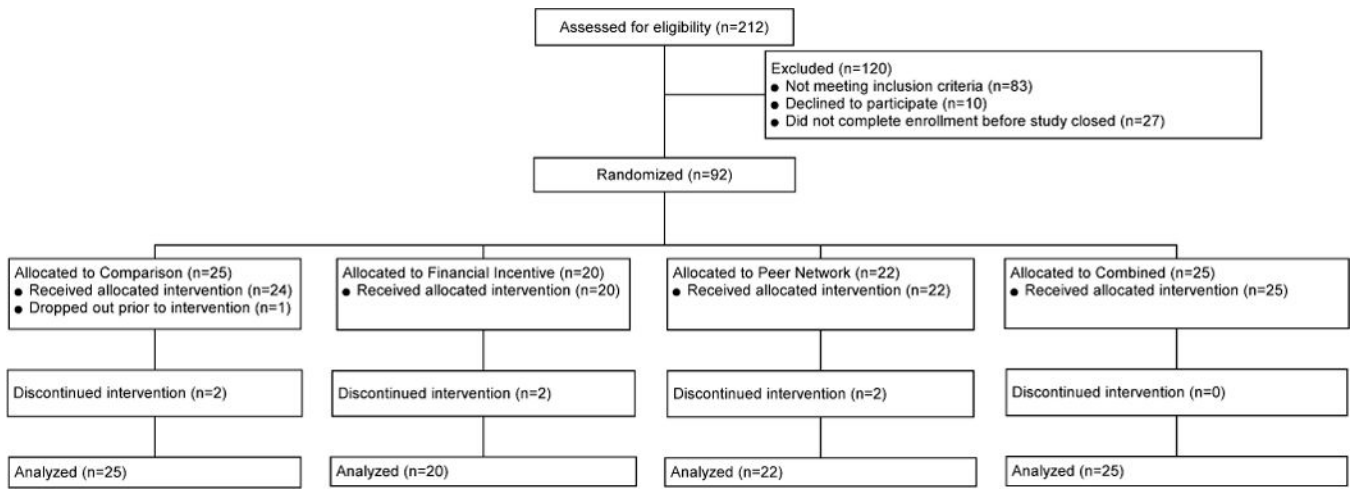 Assessed for eligibility (n=212)
Excluded (n=120)
● Not meeting inclusion criteria (n=83)
● Declined to participate (n=10)
● Did not complete enrollment before study closed (n=27)
Randomized (n=92)
Allocated to Comparison (n=25)
● Received allocated intervention (n=24)
● Dropped out prior to intervention (n=1)
Allocated to Financial Incentive (n=20)
● Received allocated intervention (n=20)
Allocated to Peer Network (n=22)
● Received allocated intervention (n=22)
Allocated to Combined (n=25)
● Received allocated intervention (n=25)
Discontinued intervention (n=2)
Discontinued intervention (n=2)
Discontinued intervention (n=2)
Discontinued intervention (n=0)
Analyzed (n=25)
Analyzed (n=20)
Analyzed (n=22)
Analyzed (n=25)